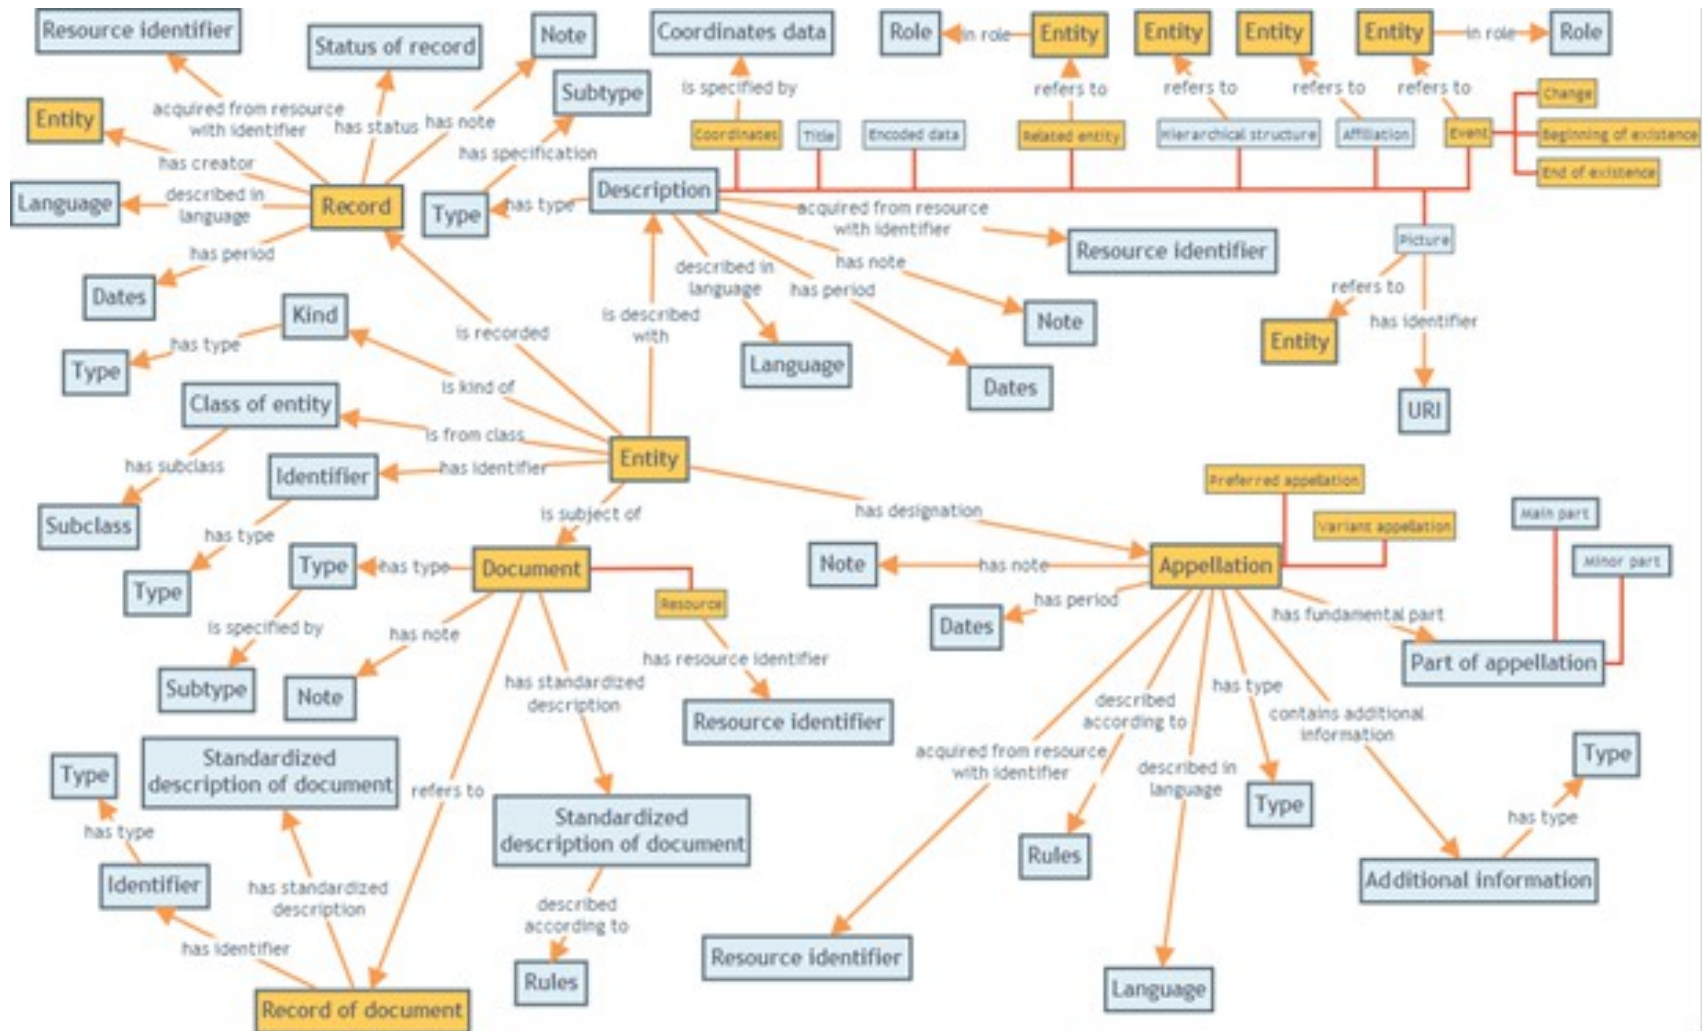 Resource identifier
Status of record
Note
Coordinates data
Role
in role
Entity
Entity
Entity
Entity
in role
Role
Subtype
is specified by
refers to
refers to
refers to
refers to
Change
Entity
acquired from resource
with identifier
has status
has note
Coordinates
Title
Encoded data
Related entity
Hierarchical structure
Affiliation
Event
Beginning of existence
has creator
has specification
End of existence
Language
described in
language
Record
Type
has type
Description
acquired from resource
with identifier
Resource identifier
Picture
has period
Dates
described in
language
has note
has period
refers to
Kind
is recorded
is described
with
Note
has identifier
Entity
has type
Type
Language
Dates
is kind of
URI
Class of entity
is from class
Entity
has subclass
Identifier
has identifier
Preferred appellation
Subclass
has type
is subject of
has designation
Variant appellation
Main part
Type
Type
has type
Document
Note
has note
Appellation
Minor part
Resource
Dates
has period
has fundamental part
is specified by
has note
has resource identifier
Part of appellation
Subtype
Note
has standardized
description
Resource identifier
described
according to
has type
contains additional
information
Type
Standardized
description of document
acquired from resource
with identifier
described in
language
Type
refers to
Type
has type
Standardized
description of document
has type
Rules
Identifier
has standardized
description
described
according to
Additional information
has identifier
Rules
Resource identifier
Language
Record of document